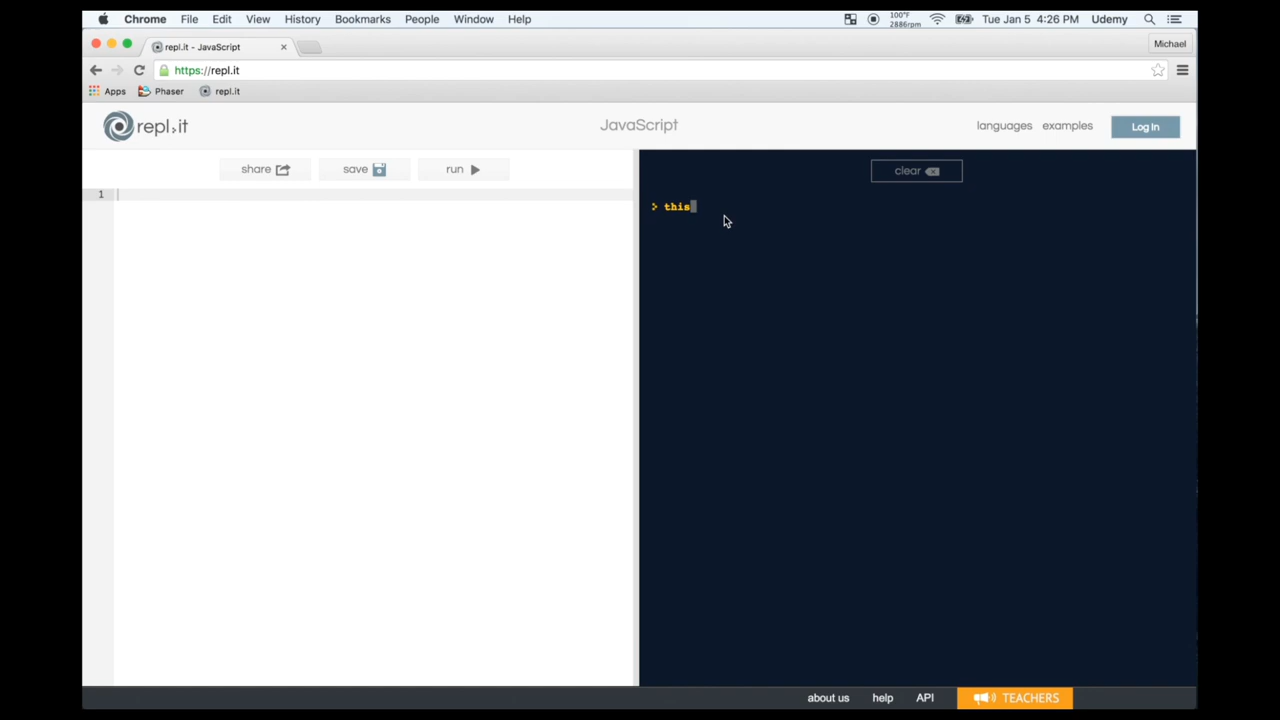 Chrome File Edit View History Bookmarks People Window Help 100°F 2886rpm Tue Jan 5 4:26 PM Udemy
repl.it - JavaScript Michael
https://repl.it
Apps Phaser repl.it
repl.it JavaScript languages examples Log In
share save run clear
1
> this
about us help API TEACHERS